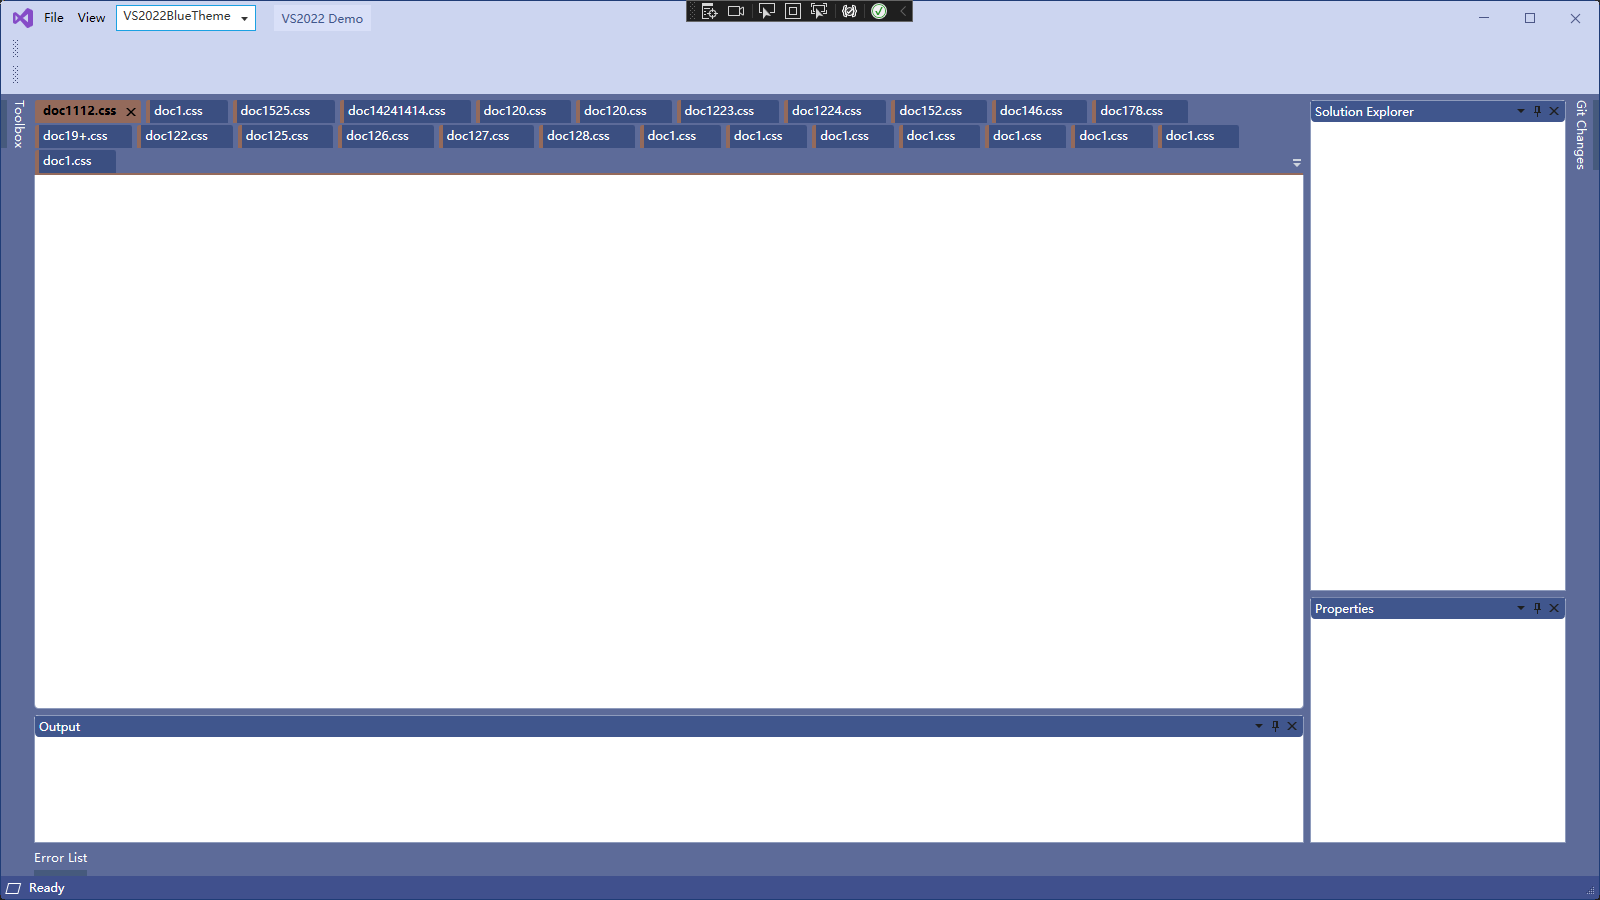 File View VS2022BlueTheme VS2022 Demo
Toolbox
doc1112.css doc1.css doc1525.css doc14241414.css doc120.css doc120.css doc1223.css doc1224.css doc152.css doc146.css doc178.css
doc19+.css doc122.css doc125.css doc126.css doc127.css doc128.css doc1.css doc1.css doc1.css doc1.css doc1.css doc1.css doc1.css
doc1.css
Solution Explorer
Git Changes
Properties
Output
Error List
Ready